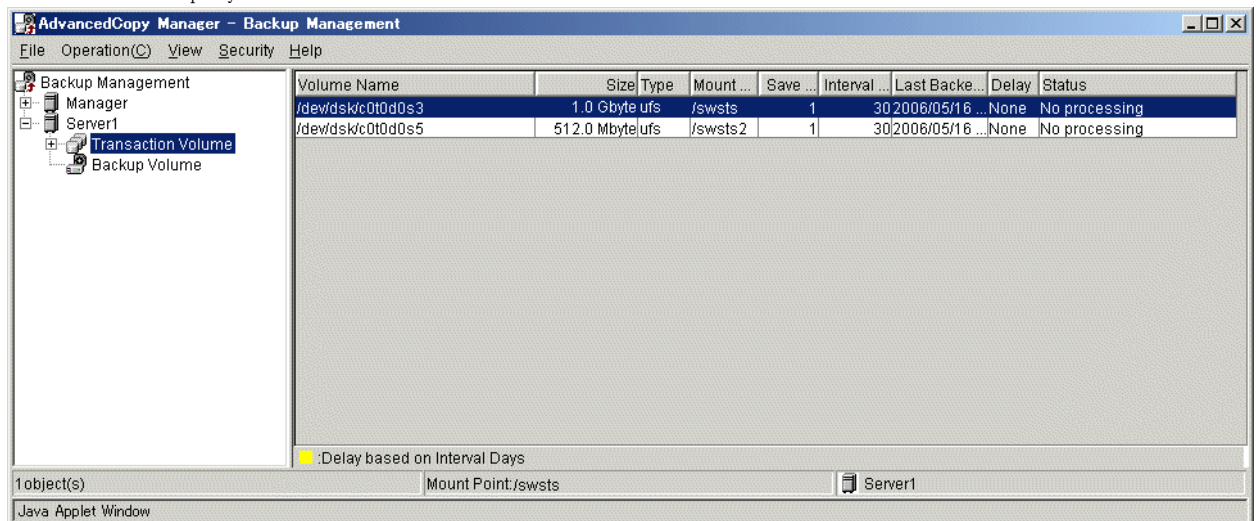 AdvancedCopy Manager – Backup Management
File Operation(C) View Security Help
Backup Management
Manager
Server1
Transaction Volume
Backup Volume
Volume Name Size Type Mount ... Save ... Interval ... Last Backe... Delay Status
/dev/dsk/c0t0d0s3 1.0 Gbyte ufs /swsts 1 30 2006/05/16 ... None No processing
/dev/dsk/c0t0d0s5 512.0 Mbyte ufs /swsts2 1 30 2006/05/16 ... None No processing
:Delay based on Interval Days
1object(s) Mount Point:/swsts Server1
Java Applet Window